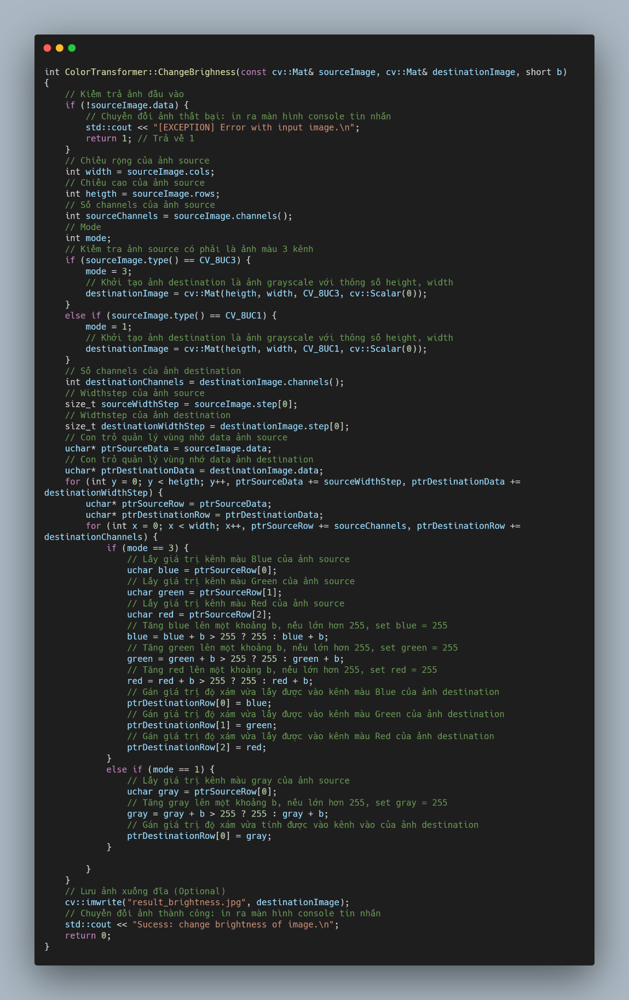 int ColorTransformer::ChangeBrighness(const cv::Mat& sourceImage, cv::Mat& destinationImage, short b)
{
    // Kiểm trả ảnh đầu vào
    if (!sourceImage.data) {
        // Chuyển đổi ảnh thất bại: in ra màn hình console tin nhắn
        std::cout << "[EXCEPTION] Error with input image.\n";
        return 1; // Trả về 1
    }
    // Chiều rộng của ảnh source
    int width = sourceImage.cols;
    // Chiều cao của ảnh source
    int heigth = sourceImage.rows;
    // Số channels của ảnh source
    int sourceChannels = sourceImage.channels();
    // Mode
    int mode;
    // Kiểm tra ảnh source có phải là ảnh màu 3 kênh
    if (sourceImage.type() == CV_8UC3) {
        mode = 3;
        // Khởi tạo ảnh destination là ảnh grayscale với thông số height, width
        destinationImage = cv::Mat(heigth, width, CV_8UC3, cv::Scalar(0));
    }
    else if (sourceImage.type() == CV_8UC1) {
        mode = 1;
        // Khởi tạo ảnh destination là ảnh grayscale với thông số height, width
        destinationImage = cv::Mat(heigth, width, CV_8UC1, cv::Scalar(0));
    }
    // Số channels của ảnh destination
    int destinationChannels = destinationImage.channels();
    // Widthstep của ảnh source
    size_t sourceWidthStep = sourceImage.step[0];
    // Widthstep của ảnh destination
    size_t destinationWidthStep = destinationImage.step[0];
    // Con trỏ quản lý vùng nhớ data ảnh source
    uchar* ptrSourceData = sourceImage.data;
    // Con trỏ quản lý vùng nhớ data ảnh destination
    uchar* ptrDestinationData = destinationImage.data;
    for (int y = 0; y < heigth; y++, ptrSourceData += sourceWidthStep, ptrDestinationData +=
destinationWidthStep) {
        uchar* ptrSourceRow = ptrSourceData;
        uchar* ptrDestinationRow = ptrDestinationData;
        for (int x = 0; x < width; x++, ptrSourceRow += sourceChannels, ptrDestinationRow +=
destinationChannels) {
            if (mode == 3) {
                // Lấy giá trị kênh màu Blue của ảnh source
                uchar blue = ptrSourceRow[0];
                // Lấy giá trị kênh màu Green của ảnh source
                uchar green = ptrSourceRow[1];
                // Lấy giá trị kênh màu Red của ảnh source
                uchar red = ptrSourceRow[2];
                // Tăng blue lên một khoảng b, nếu lớn hơn 255, set blue = 255
                blue = blue + b > 255 ? 255 : blue + b;
                // Tăng green lên một khoảng b, nếu lớn hơn 255, set green = 255
                green = green + b > 255 ? 255 : green + b;
                // Tăng red lên một khoảng b, nếu lớn hơn 255, set red = 255
                red = red + b > 255 ? 255 : red + b;
                // Gán giá trị độ xám vừa lấy được vào kênh màu Blue của ảnh destination
                ptrDestinationRow[0] = blue;
                // Gán giá trị độ xám vừa lấy được vào kênh màu Green của ảnh destination
                ptrDestinationRow[1] = green;
                // Gán giá trị độ xám vừa lấy được vào kênh màu Red của ảnh destination
                ptrDestinationRow[2] = red;
            }
            else if (mode == 1) {
                // Lấy giá trị kênh màu gray của ảnh source
                uchar gray = ptrSourceRow[0];
                // Tăng gray lên một khoảng b, nếu lớn hơn 255, set gray = 255
                gray = gray + b > 255 ? 255 : gray + b;
                // Gán giá trị độ xám vừa tính được vào kênh vào của ảnh destination
                ptrDestinationRow[0] = gray;
            }

        }
    }
    // Lưu ảnh xuống đĩa (Optional)
    cv::imwrite("result_brightness.jpg", destinationImage);
    // Chuyển đổi ảnh thành công: in ra màn hình console tin nhắn
    std::cout << "Sucess: change brightness of image.\n";
    return 0;
}